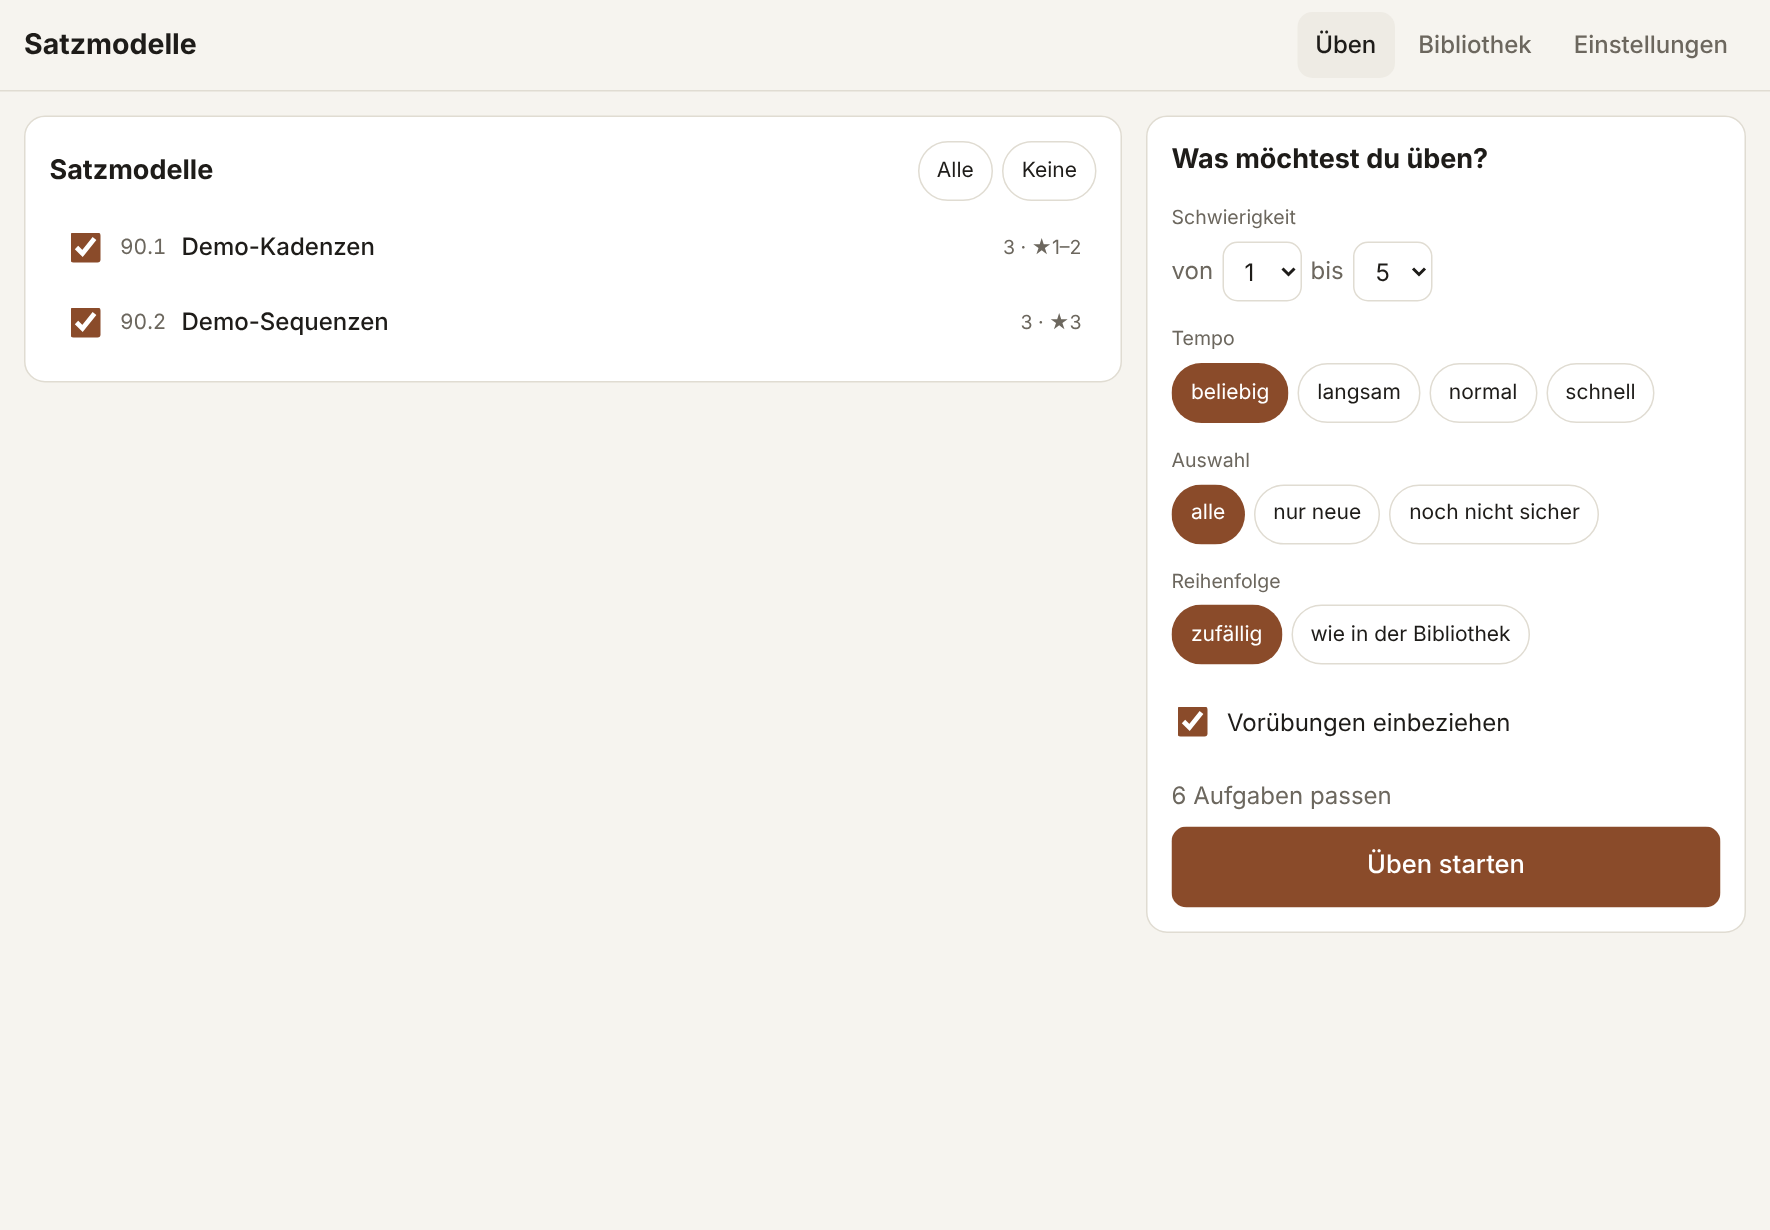 Satzmodelle
Üben Bibliothek Einstellungen
Satzmodelle
Alle Keine
90.1 Demo-Kadenzen 3 · ★1–2
90.2 Demo-Sequenzen 3 · ★3
Was möchtest du üben?
Schwierigkeit
von 1 bis 5
Tempo
beliebig langsam normal schnell
Auswahl
alle nur neue noch nicht sicher
Reihenfolge
zufällig wie in der Bibliothek
Vorübungen einbeziehen
6 Aufgaben passen
Üben starten